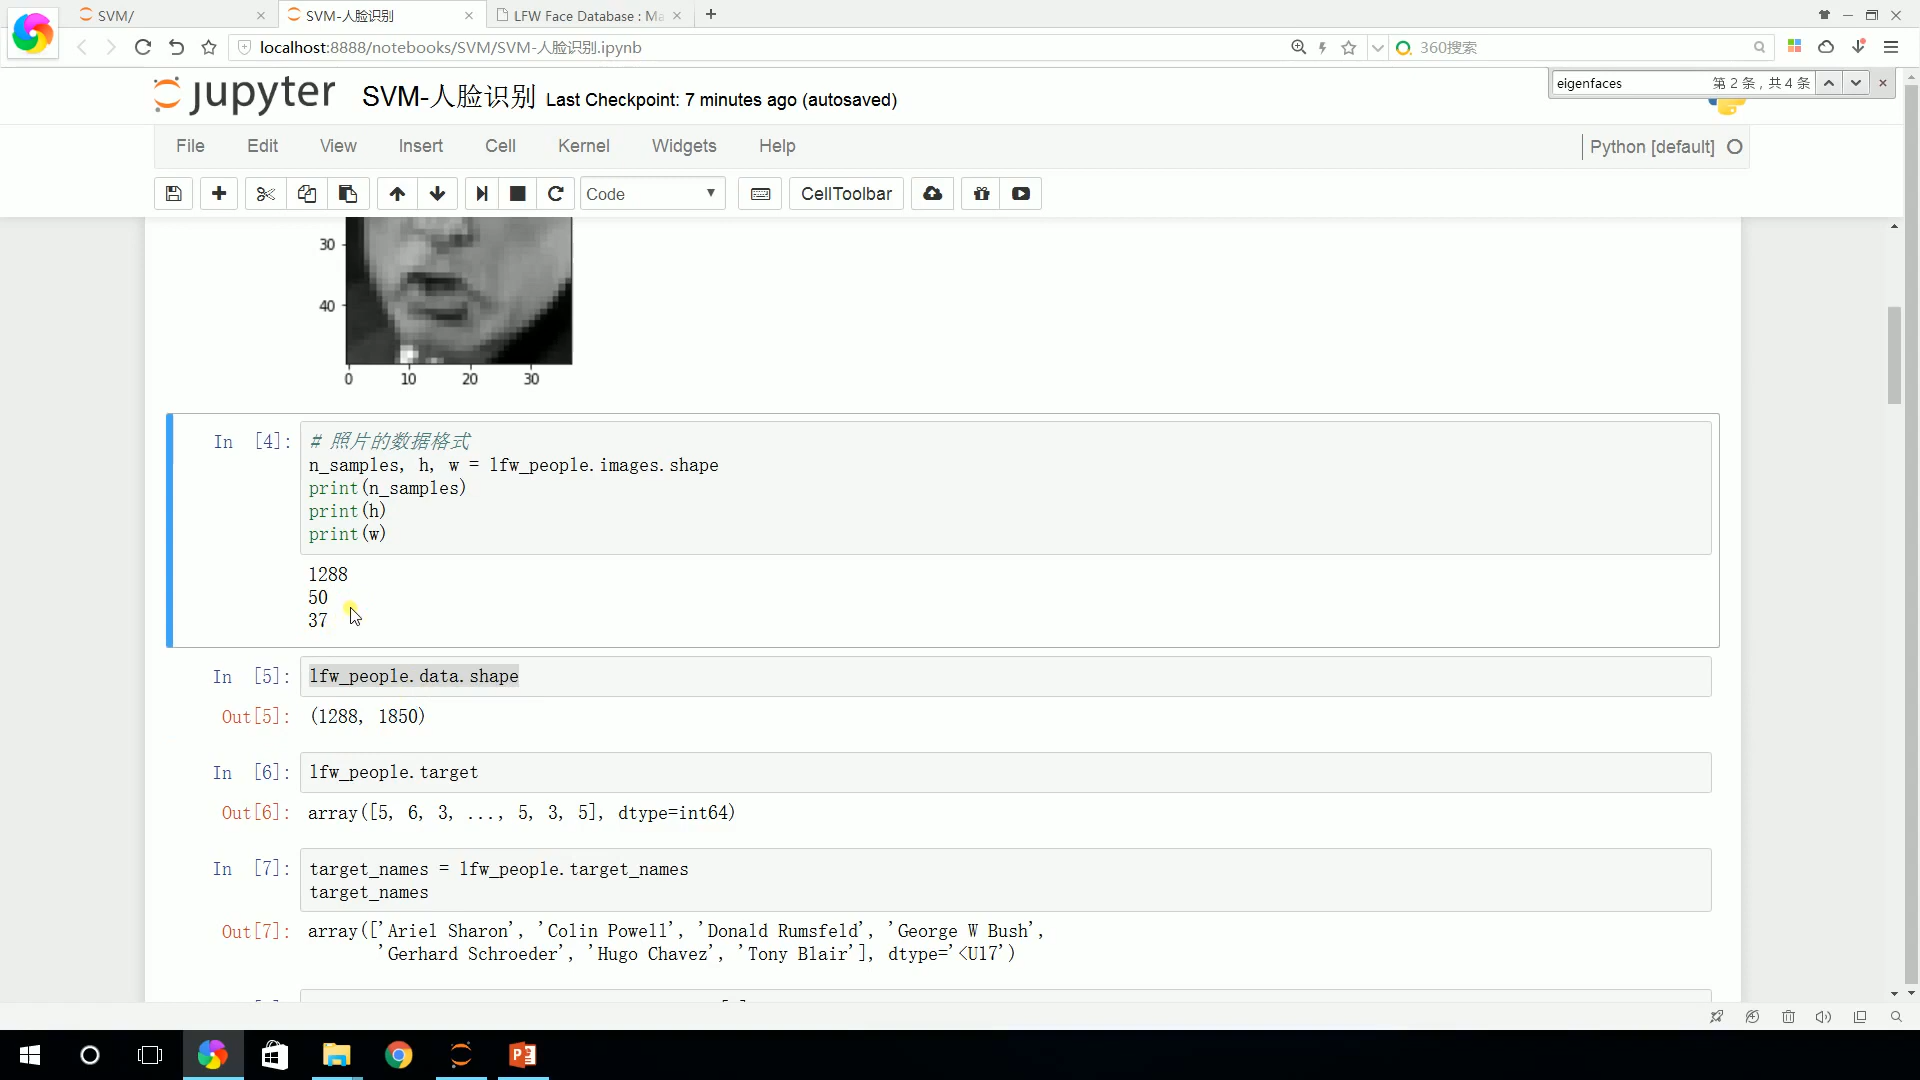 SVM/
SVM-人脸识别
LFW Face Database : Ma
localhost:8888/notebooks/SVM/SVM-人脸识别.ipynb
360搜索
eigenfaces
第 2 条，共 4 条
jupyter
SVM-人脸识别 Last Checkpoint: 7 minutes ago (autosaved)
File Edit View Insert Cell Kernel Widgets Help
Python [default]
Code
CellToolbar
30
40
0 10 20 30
In [4]:
# 照片的数据格式
n_samples, h, w = lfw_people.images.shape
print(n_samples)
print(h)
print(w)
1288
50
37
In [5]: lfw_people.data.shape
Out[5]: (1288, 1850)
In [6]: lfw_people.target
Out[6]: array([5, 6, 3, ..., 5, 3, 5], dtype=int64)
In [7]: target_names = lfw_people.target_names
target_names
Out[7]: array(['Ariel Sharon', 'Colin Powell', 'Donald Rumsfeld', 'George W Bush',
'Gerhard Schroeder', 'Hugo Chavez', 'Tony Blair'], dtype='<U17')